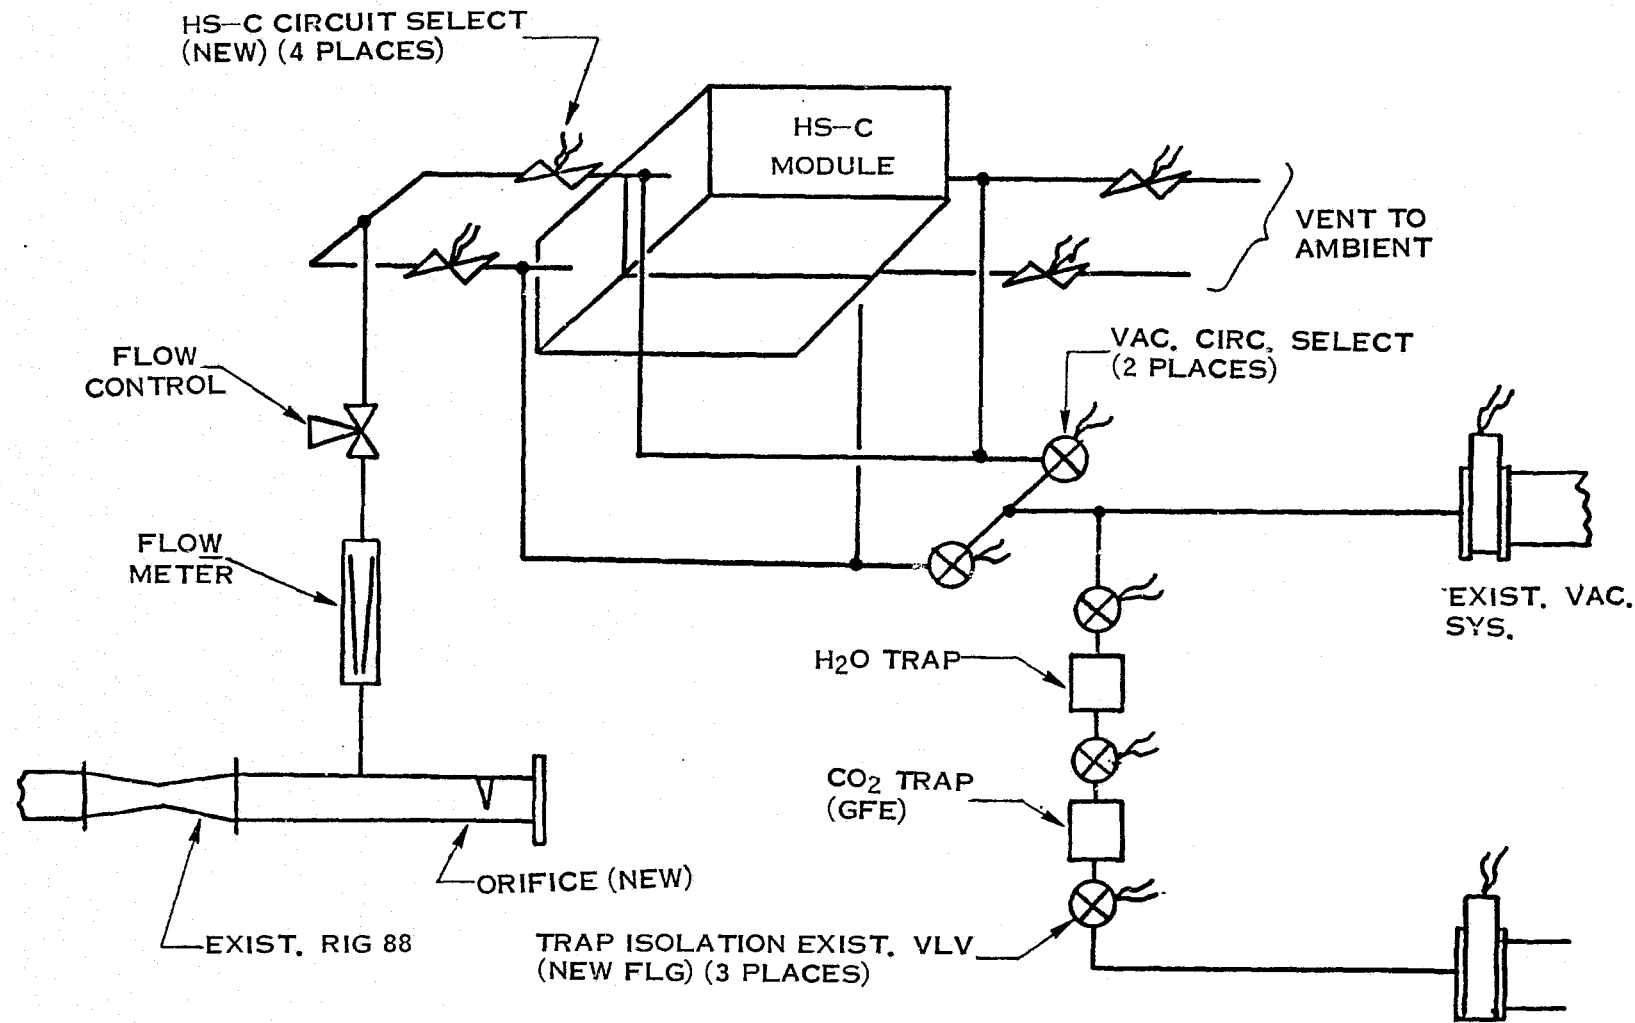 HS-C CIRCUIT SELECT
(NEW) (4 PLACES)
HS-C
MODULE
VENT TO
AMBIENT
FLOW
CONTROL
VAC. CIRC. SELECT
(2 PLACES)
FLOW
METER
EXIST. VAC.
SYS.
H2O TRAP
CO2 TRAP
(GFE)
ORIFICE (NEW)
EXIST. RIG 88
TRAP ISOLATION EXIST. VLV
(NEW FLG) (3 PLACES)